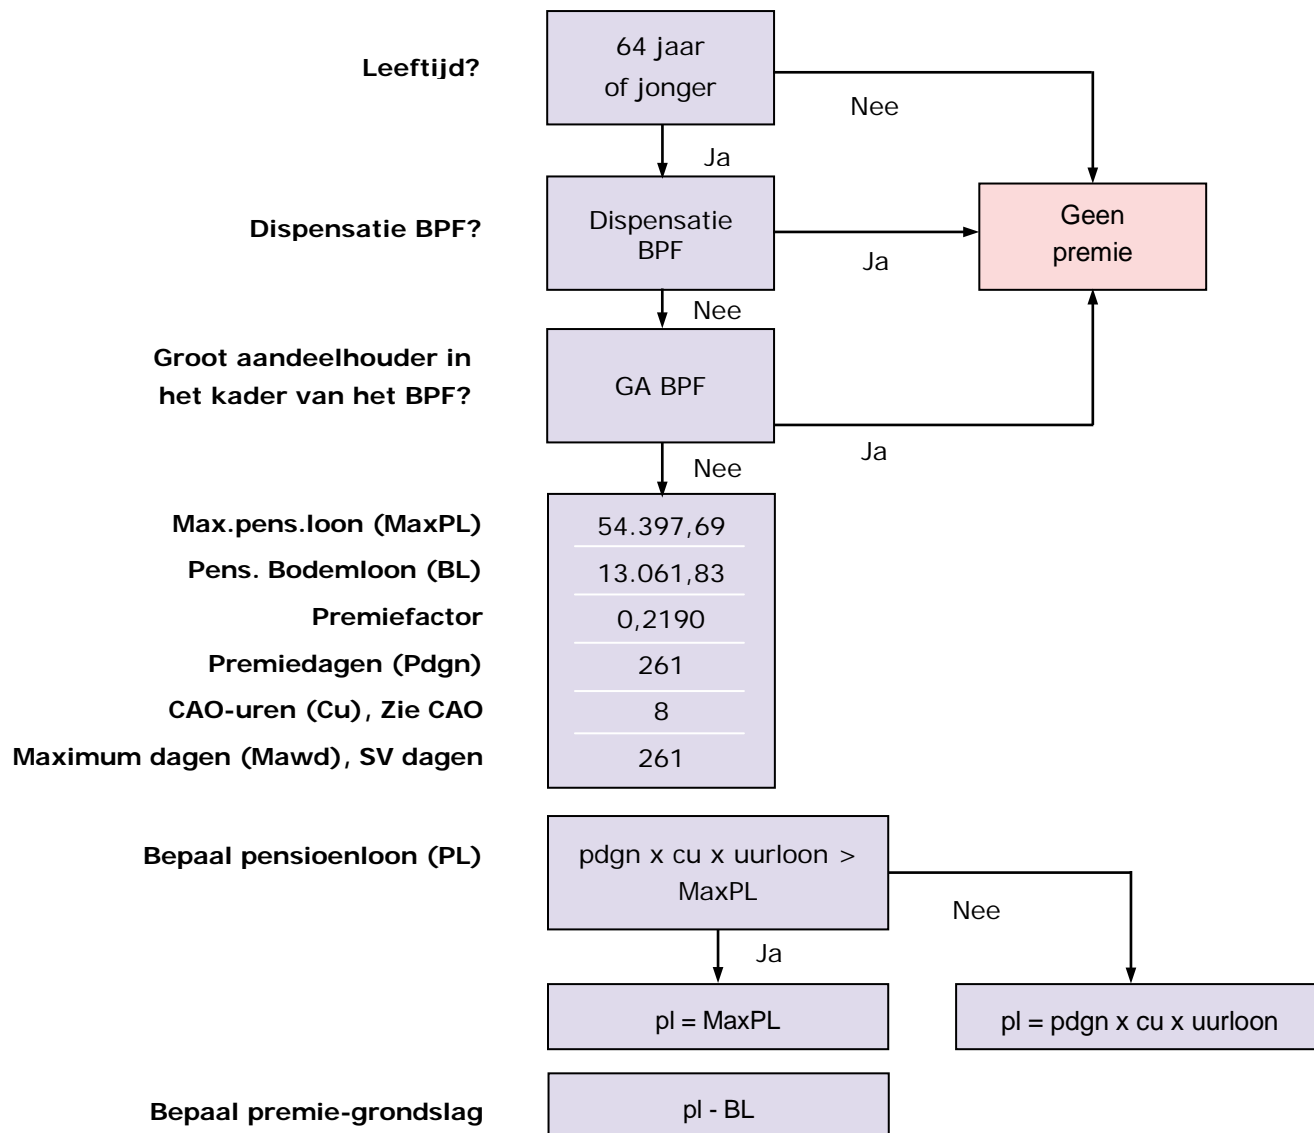 64 jaar
of jonger
Leeftijd?
Nee
Ja
Dispensatie BPF?
Dispensatie
BPF
Geen
premie
Ja
Nee
Groot aandeelhouder in
het kader van het BPF?
GA BPF
Ja
Nee
Max.pens.loon (MaxPL)
54.397,69
Pens. Bodemloon (BL)
13.061,83
Premiefactor
0,2190
Premiedagen (Pdgn)
261
CAO-uren (Cu), Zie CAO
8
Maximum dagen (Mawd), SV dagen
261
Bepaal pensioenloon (PL)
pdgn x cu x uurloon >
MaxPL
Nee
Ja
pl = MaxPL
pl = pdgn x cu x uurloon
Bepaal premie-grondslag
pl - BL